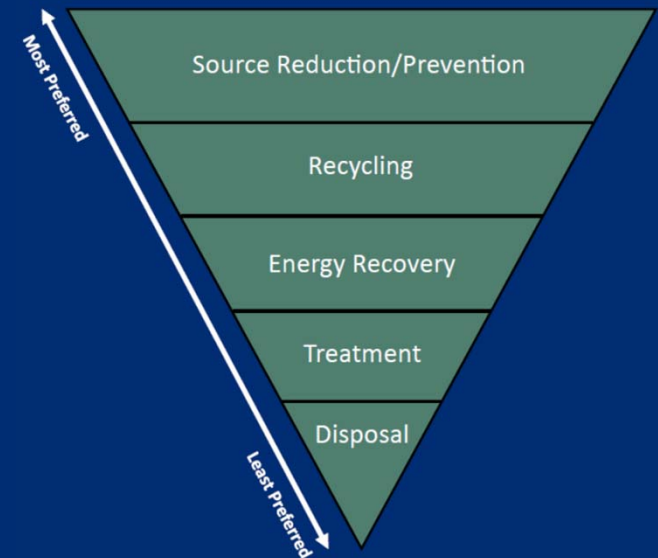 Most Preferred
Source Reduction/Prevention
Recycling
Energy Recovery
Treatment
Disposal
Least Preferred